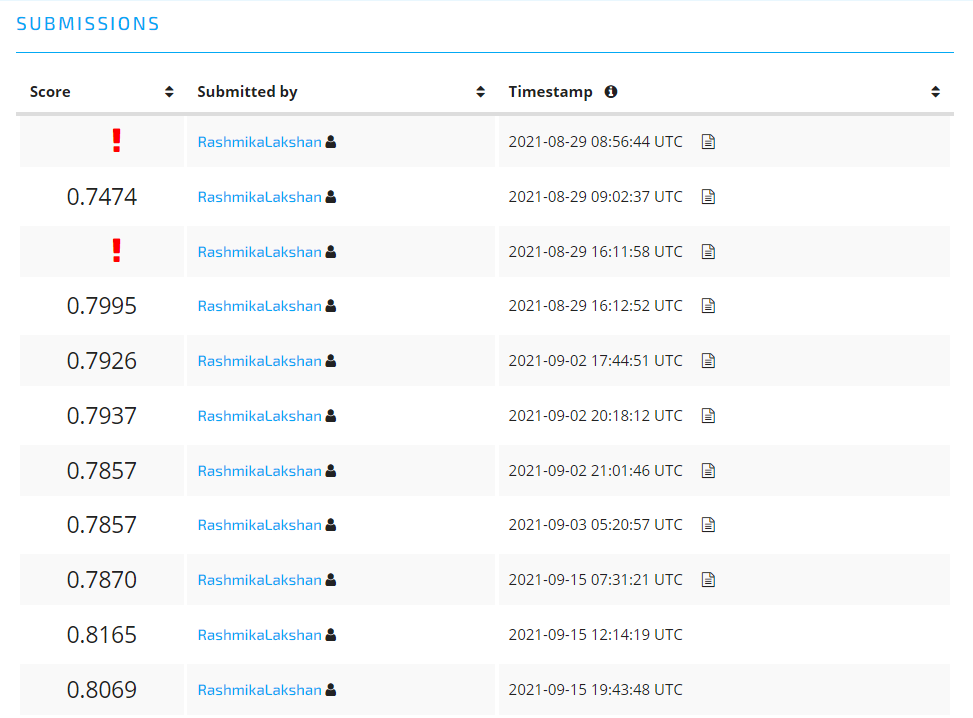 SUBMISSIONS
Score Submitted by Timestamp
! RashmikaLakshan 2021-08-29 08:56:44 UTC
0.7474 RashmikaLakshan 2021-08-29 09:02:37 UTC
! RashmikaLakshan 2021-08-29 16:11:58 UTC
0.7995 RashmikaLakshan 2021-08-29 16:12:52 UTC
0.7926 RashmikaLakshan 2021-09-02 17:44:51 UTC
0.7937 RashmikaLakshan 2021-09-02 20:18:12 UTC
0.7857 RashmikaLakshan 2021-09-02 21:01:46 UTC
0.7857 RashmikaLakshan 2021-09-03 05:20:57 UTC
0.7870 RashmikaLakshan 2021-09-15 07:31:21 UTC
0.8165 RashmikaLakshan 2021-09-15 12:14:19 UTC
0.8069 RashmikaLakshan 2021-09-15 19:43:48 UTC